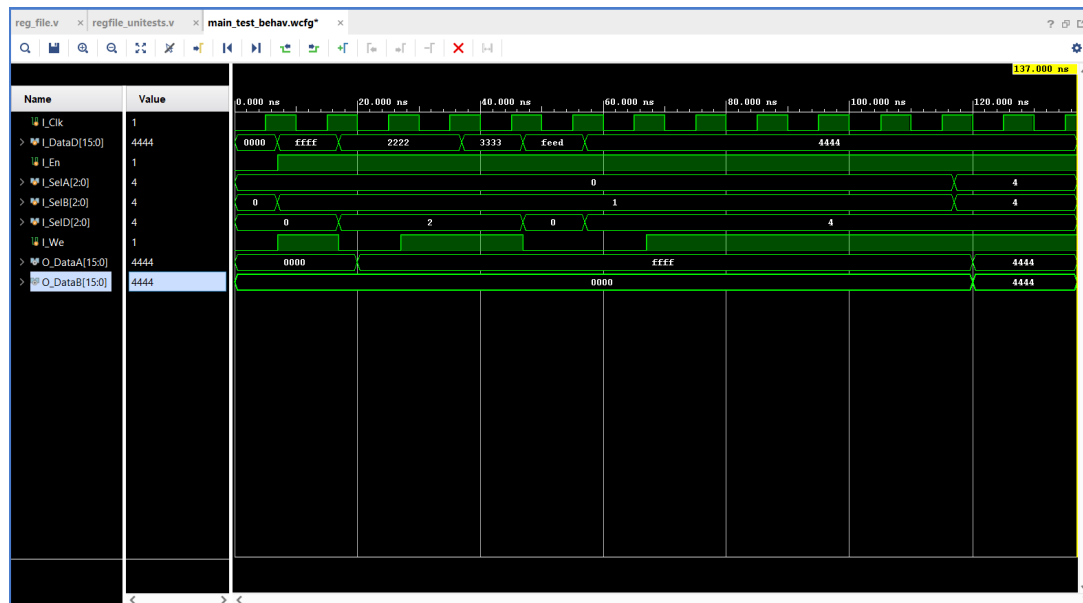 reg_file.v × regfile_unitests.v × main_test_behav.wcfg* ×
?
137.000 ns
Name Value
0.000 ns 20.000 ns 40.000 ns 60.000 ns 80.000 ns 100.000 ns 120.000 ns
I_Clk 1
> I_DataD[15:0] 4444 0000 ffff 2222 3333 feed 4444
I_En 1
> I_SelA[2:0] 4 0 4
> I_SelB[2:0] 4 0 1 4
> I_SelD[2:0] 4 0 2 0 4
I_We 1
> O_DataA[15:0] 4444 0000 ffff 4444
> O_DataB[15:0] 4444 0000 4444